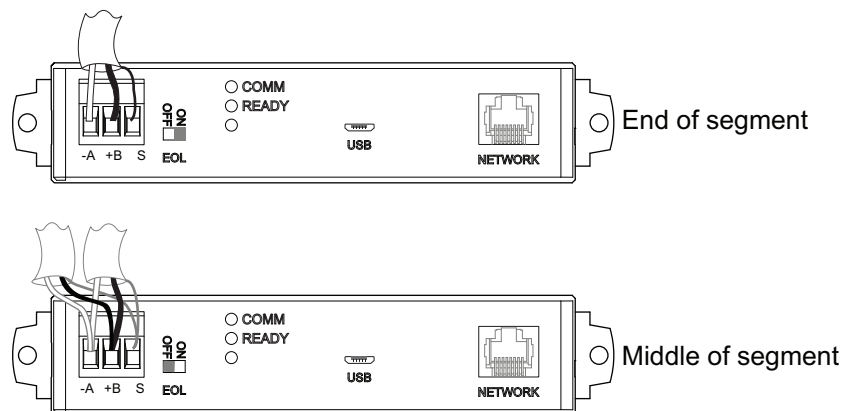 COMM
READY
OFF
ON
-A +B S EOL
USB
NETWORK
End of segment
COMM
READY
OFF
ON
-A +B S EOL
USB
NETWORK
Middle of segment